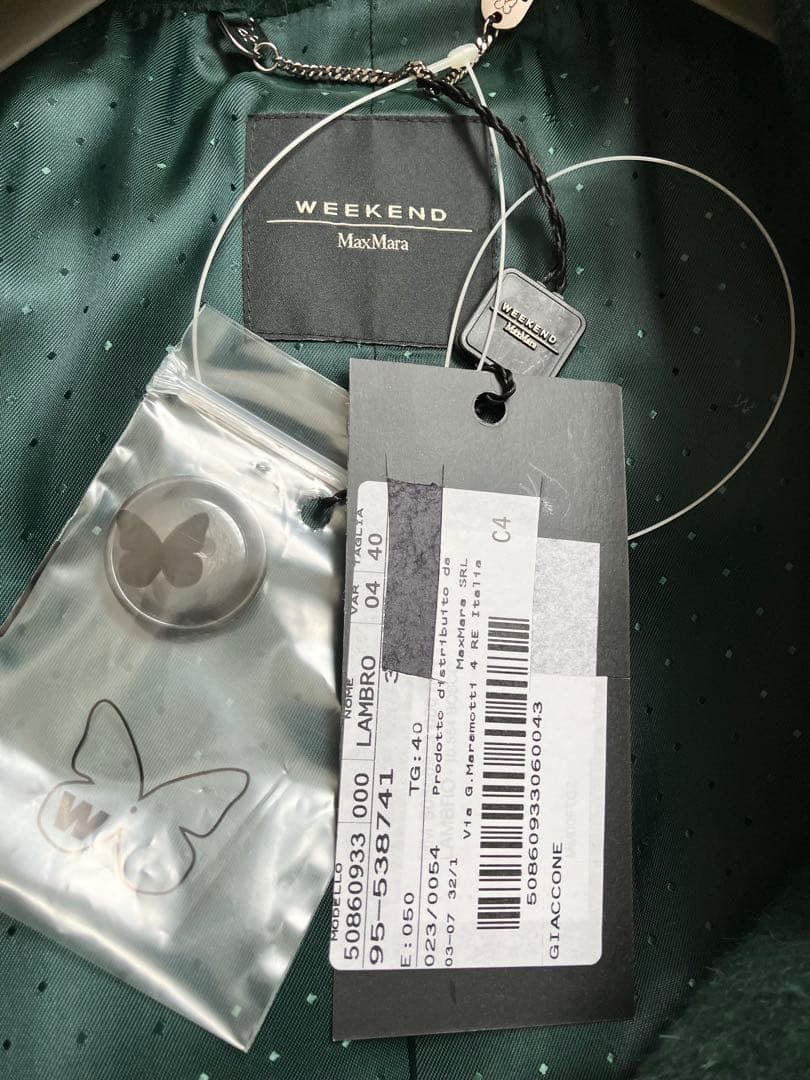 WEEKEND
MaxMara
WEEKEND
MaxMara
W
MODELLO NOME VAR TAGLIA
50860933 000 LAMBRO 04 40
95-538741
E:050 TG:40
023/0054 Prodotto distribuito da
MaxMara SRL
03-07 32/1 Via G.Maramotti 4 RE Italia
C4
50860933060043
GIACCONE